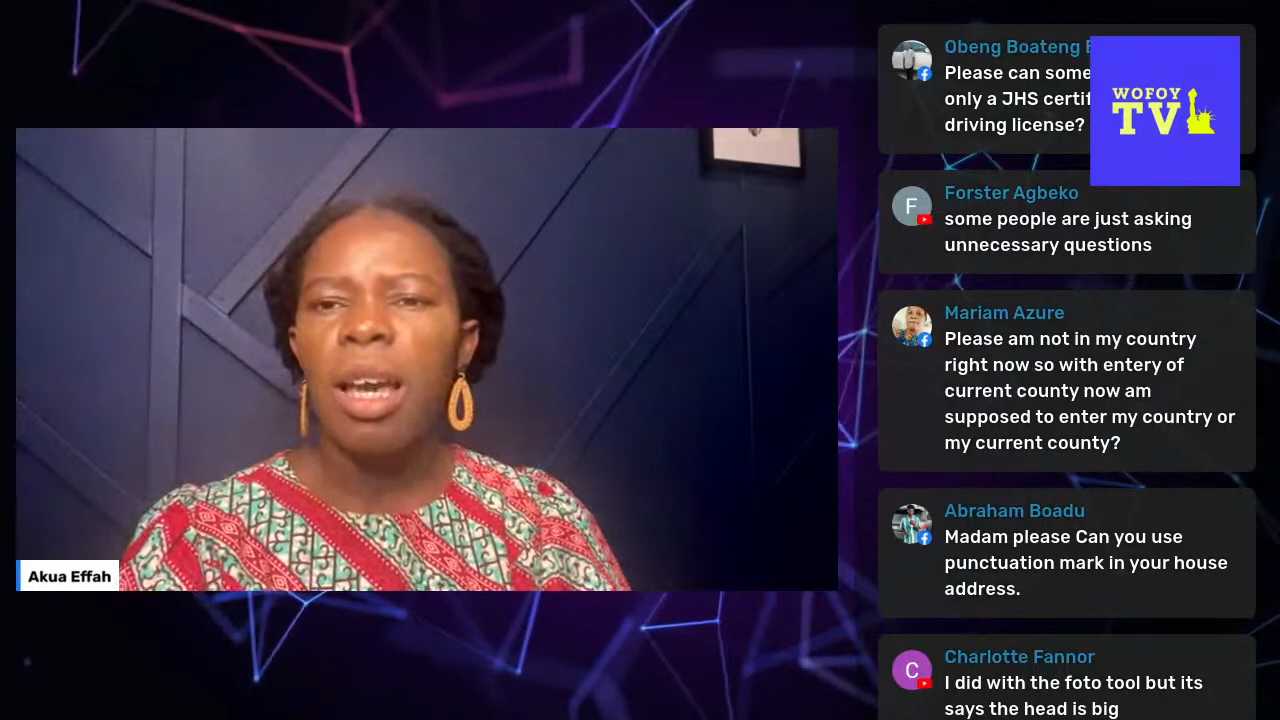 Akua Effah
Obeng Boateng
Please can some
only a JHS certif
driving license?
WOFOY
TV
F
Forster Agbeko
some people are just asking
unnecessary questions
Mariam Azure
Please am not in my country
right now so with entery of
current county now am
supposed to enter my country or
my current county?
Abraham Boadu
Madam please Can you use
punctuation mark in your house
address.
C
Charlotte Fannor
I did with the foto tool but its
says the head is big